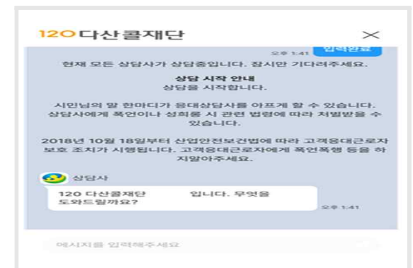 120 다산콜재단
오후 1:41
입력완료
현재 모든 상담사가 상담중입니다. 잠시만 기다려주세요.
상담 시작 안내
상담을 시작합니다.
시민님의 말 한마디가 응대상담사를 아프게 할 수 있습니다.
상담사에게 폭언이나 성희롱 시 관련 법령에 따라 처벌받을 수
있습니다.
2018년 10월 18일부터 산업안전보건법에 따라 고객응대근로자
보호 조치가 시행됩니다. 고객응대근로자에게 폭언폭행 등을 하
지말아주세요.
상담사
120 다산콜재단 입니다. 무엇을
도와드릴까요?
오후 1:41
메시지를 입력해주세요